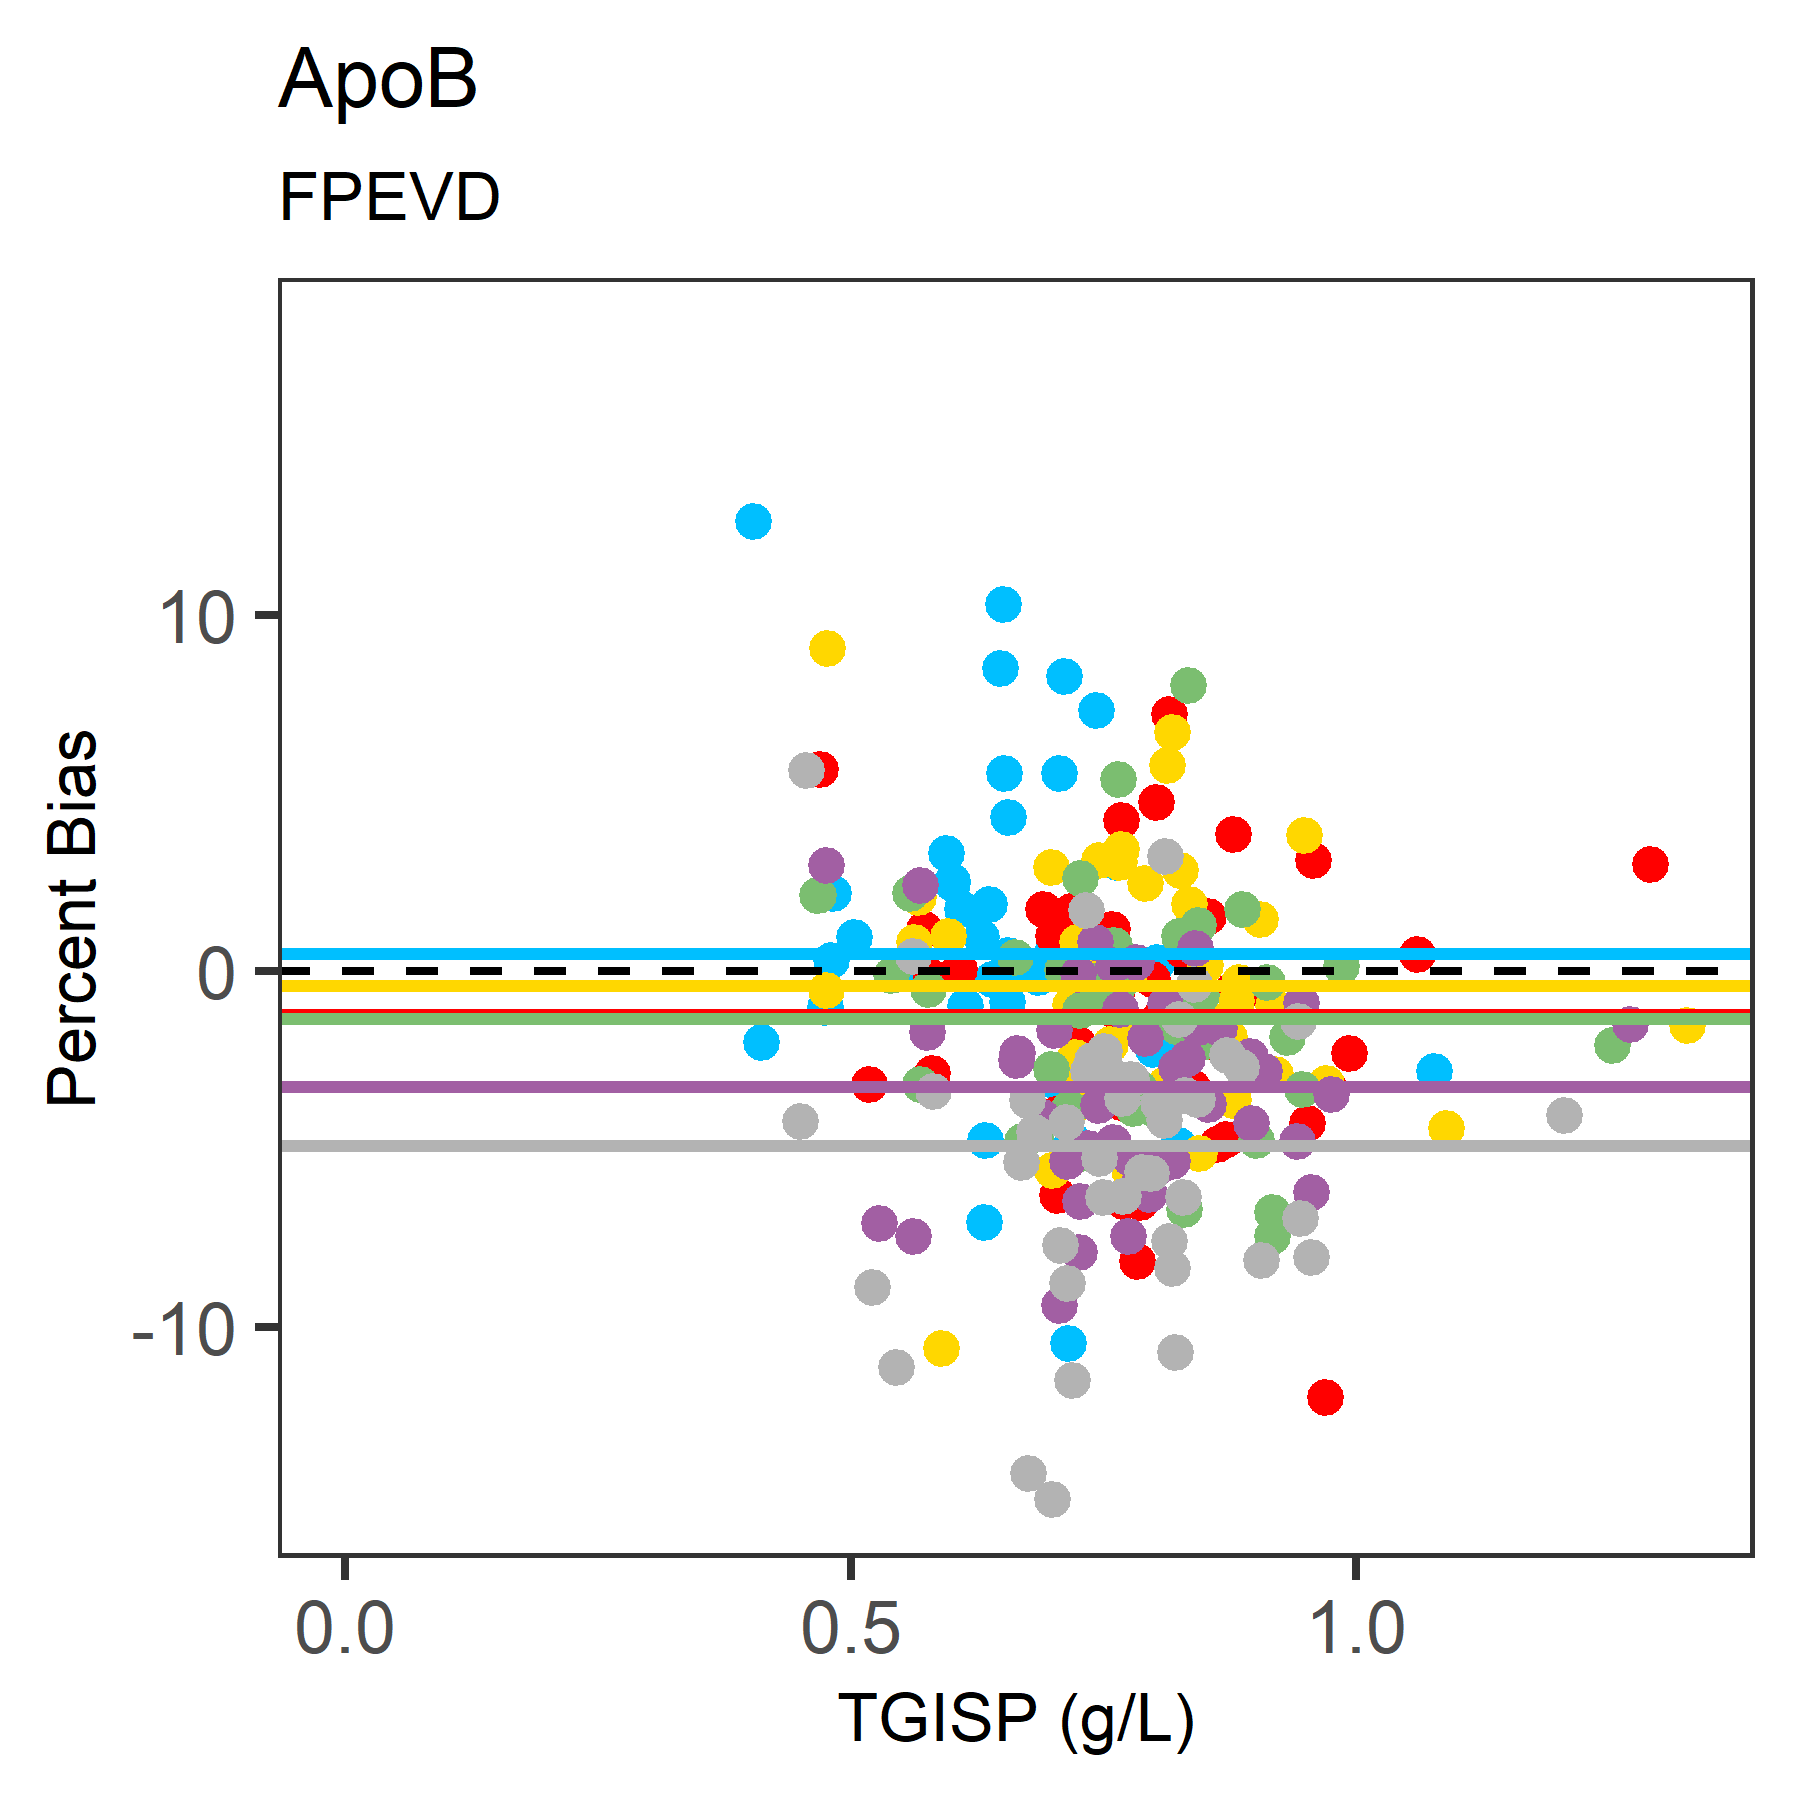 ApoB
FPEVD
Percent Bias
10
0
-10
0.0 0.5 1.0
TGISP (g/L)